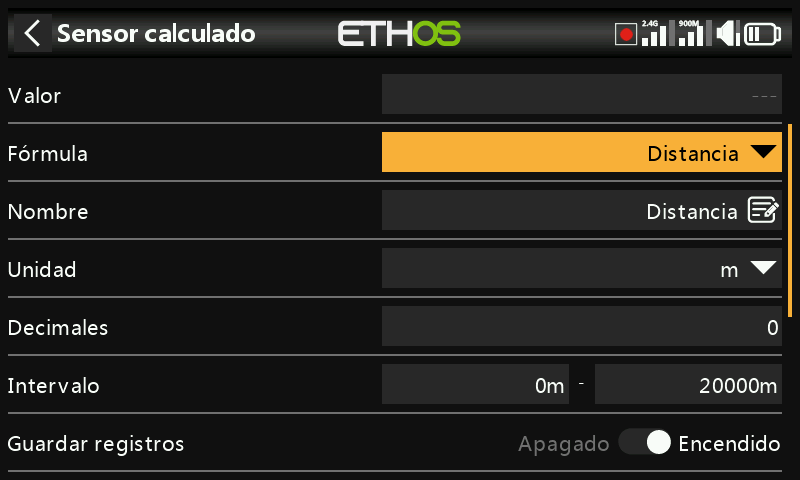 Sensor calculado ETHOS 2.4G 900M
Valor ---
Fórmula Distancia
Nombre Distancia
Unidad m
Decimales 0
Intervalo 0m - 20000m
Guardar registros Apagado Encendido